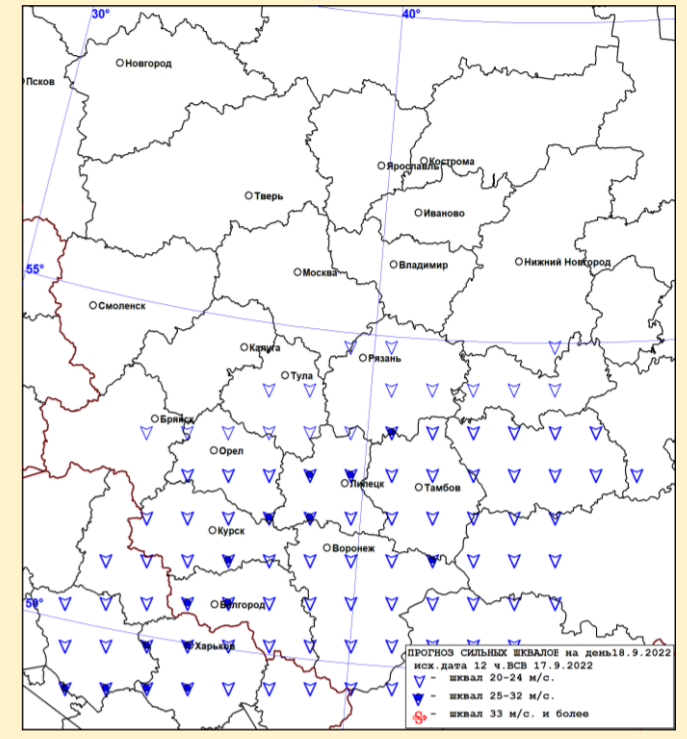 30°
40°
Новгород
Псков
Ярославль
Кострома
Тверь
Иваново
Владимир
Нижний Новгород
55°
Москва
Смоленск
Калуга
Рязань
Тула
Брянск
Орел
Липецк
Тамбов
Курск
Воронеж
50°
Белгород
Харьков
ПРОГНОЗ СИЛЬНЫХ ШКВАЛОВ на день18.9.2022
исх.дата 12 ч.ВСВ 17.9.2022
- шквал 20-24 м/с.
- шквал 25-32 м/с.
- шквал 33 м/с. и более